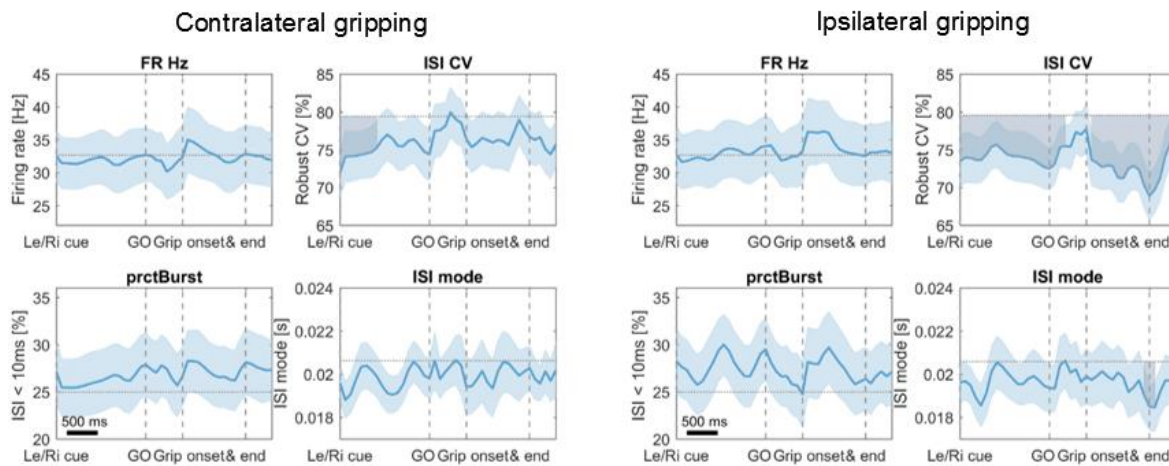 Contralateral gripping
FR Hz
Firing rate [Hz]
45
40
35
30
25
Le/Ri cue GO Grip onset& end
ISI CV
Robust CV [%]
85
80
75
70
65
Le/Ri cue GO Grip onset& end
prctBurst
ISI < 10ms [%]
35
30
25
20
500 ms
Le/Ri cue GO Grip onset& end
ISI mode
ISI mode [s]
0.024
0.022
0.02
0.018
Le/Ri cue GO Grip onset& end
Ipsilateral gripping
FR Hz
Firing rate [Hz]
45
40
35
30
25
Le/Ri cue GO Grip onset& end
ISI CV
Robust CV [%]
85
80
75
70
65
Le/Ri cue GO Grip onset& end
prctBurst
ISI < 10ms [%]
35
30
25
20
500 ms
Le/Ri cue GO Grip onset& end
ISI mode
ISI mode [s]
0.024
0.022
0.02
0.018
Le/Ri cue GO Grip onset& end